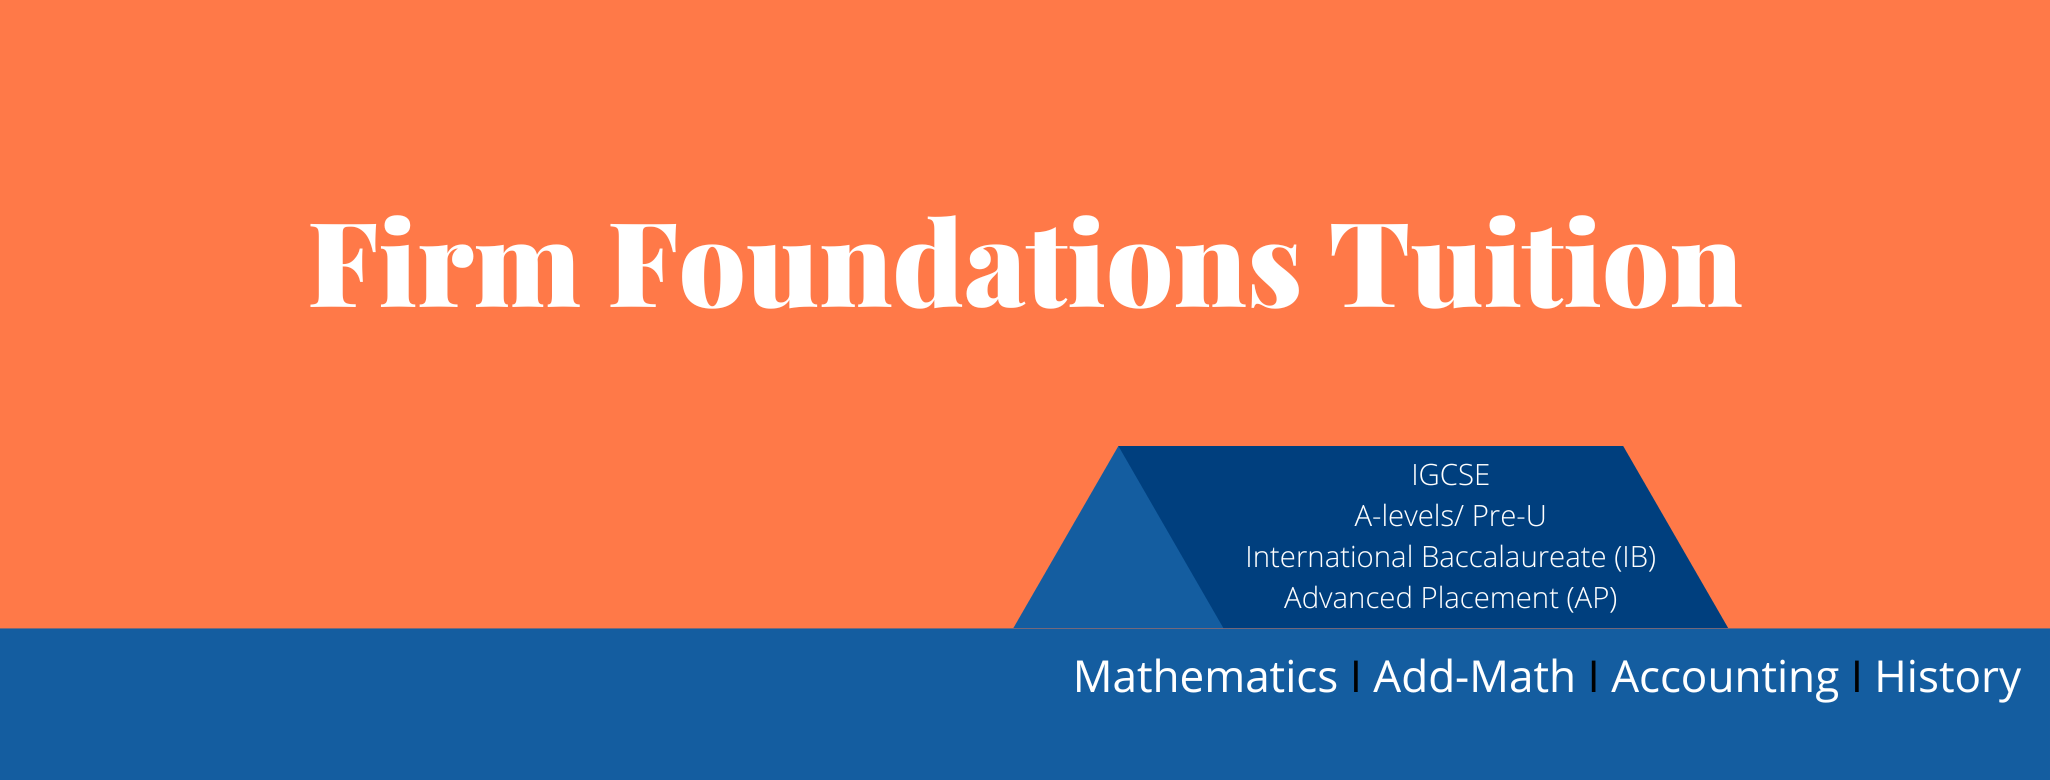 Firm Foundations Tuition
IGCSE
A-levels/ Pre-U
International Baccalaureate (IB)
Advanced Placement (AP)
Mathematics I Add-Math I Accounting I History